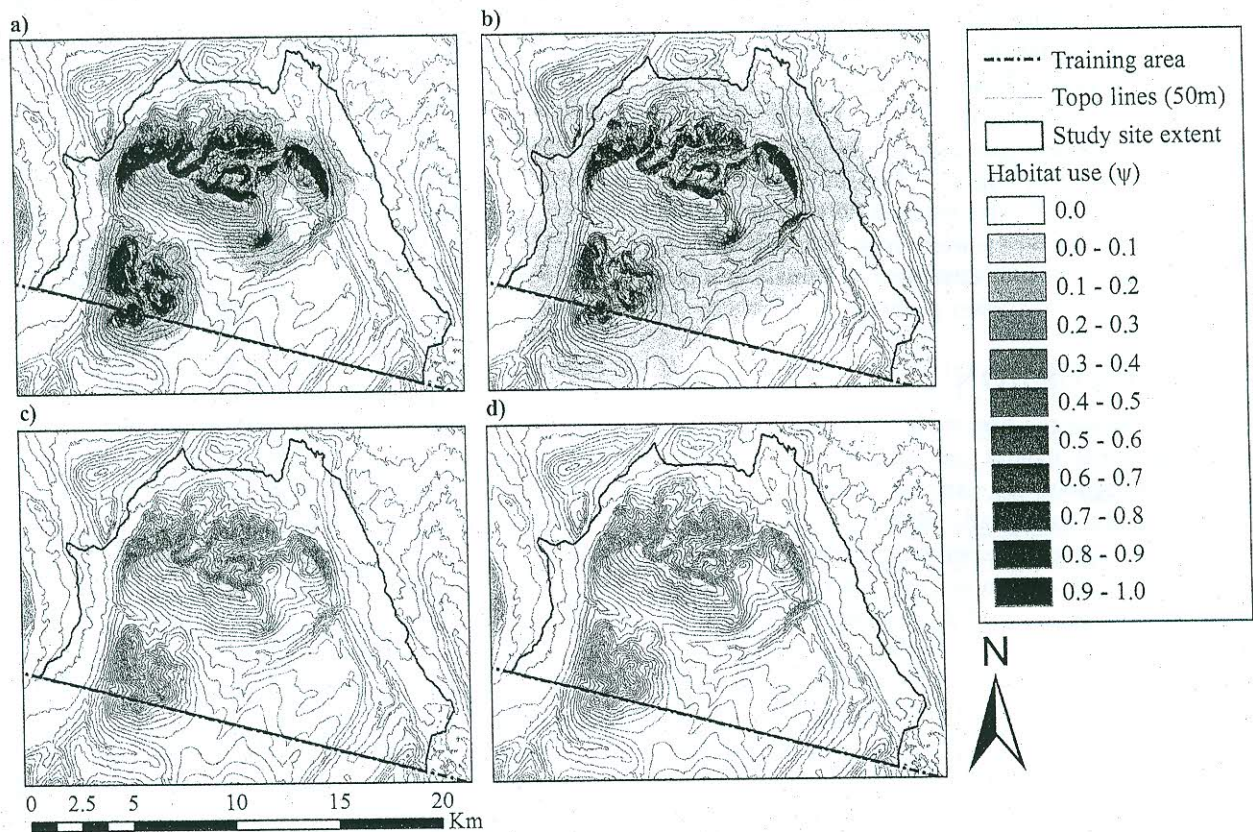 a)
b)
c)
d)
Training area
Topo lines (50m)
Study site extent
Habitat use (ψ)
0.0
0.0 - 0.1
0.1 - 0.2
0.2 - 0.3
0.3 - 0.4
0.4 - 0.5
0.5 - 0.6
0.6 - 0.7
0.7 - 0.8
0.8 - 0.9
0.9 - 1.0
N
0 2.5 5 10 15 20
Km